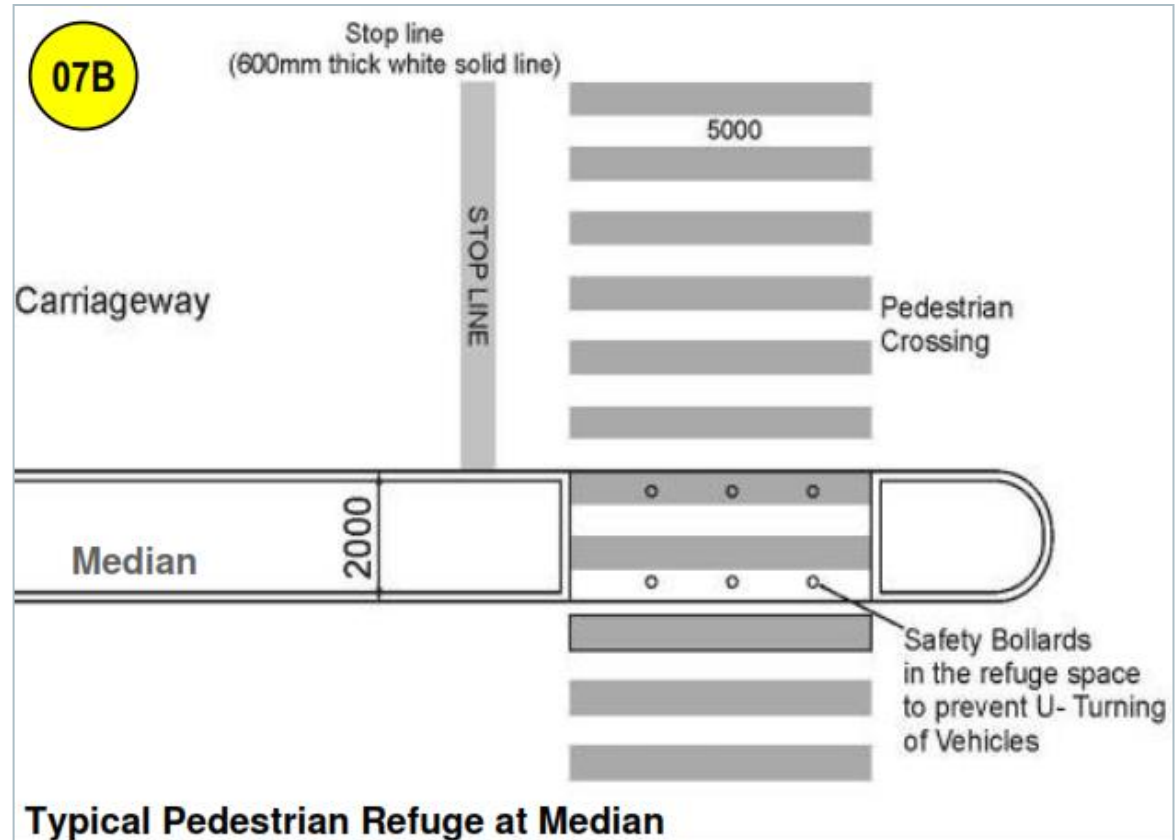 07B
Stop line
(600mm thick white solid line)
5000
STOP LINE
Carriageway
Pedestrian
Crossing
2000
Median
Safety Bollards
in the refuge space
to prevent U- Turning
of Vehicles
Typical Pedestrian Refuge at Median